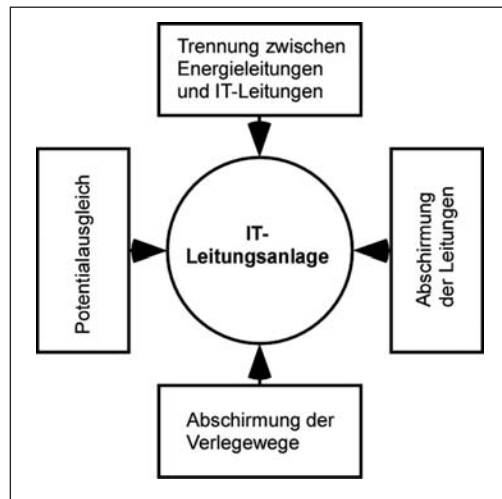 Trennung zwischen
Energieleitungen
und IT-Leitungen
Potentialausgleich
IT-
Leitungsanlage
Abschirmung
der Leitungen
Abschirmung der
Verlegewege